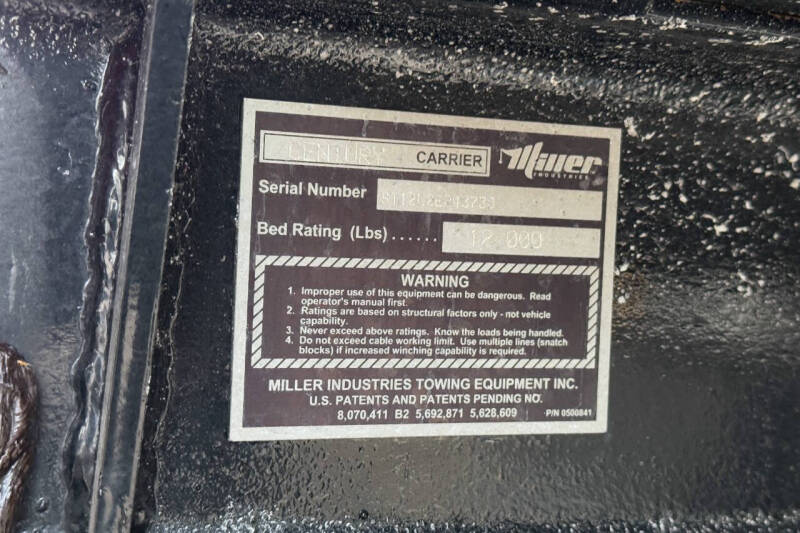 CENTURY CARRIER Miller
INDUSTRIES
Serial Number
Bed Rating (Lbs)...... 12,000
WARNING
1. Improper use of this equipment can be dangerous. Read
operator's manual first.
2. Ratings are based on structural factors only - not vehicle
capability.
3. Never exceed above ratings. Know the loads being handled.
4. Do not exceed cable working limit. Use multiple lines (snatch
blocks) if increased winching capability is required.
MILLER INDUSTRIES TOWING EQUIPMENT INC.
U.S. PATENTS AND PATENTS PENDING NO.
8,070,411 B2 5,692,871 5,628,609 P/N 0500841